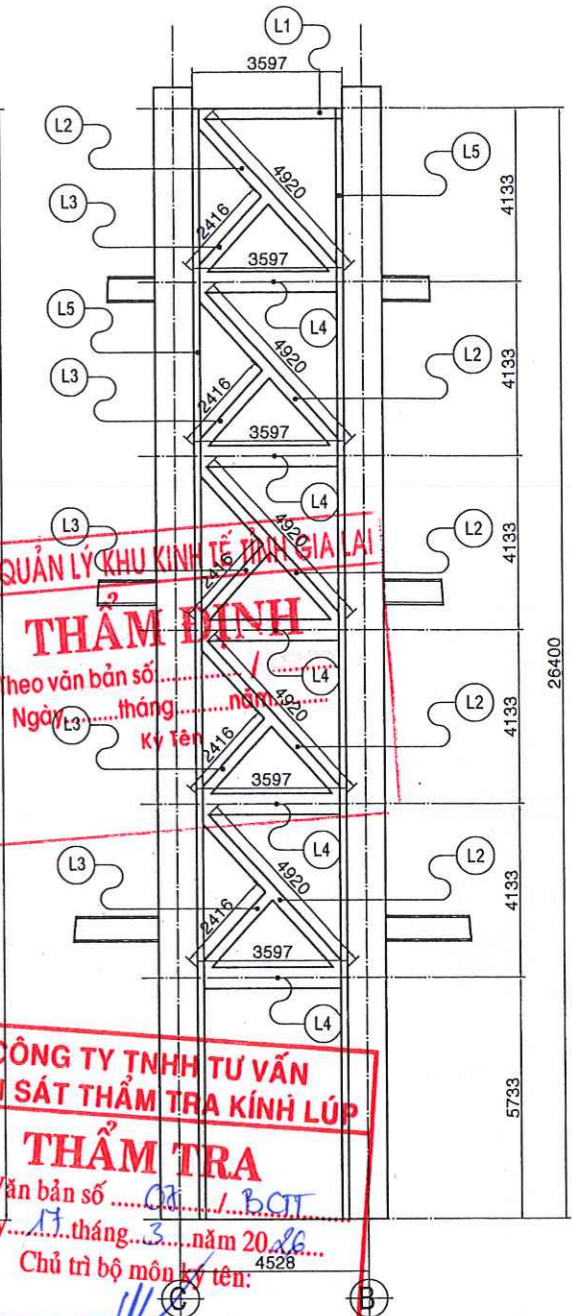 L1
3597
L2
L5
4920
4133
L3
2416
3597
L5
L4
L2
4920
4133
L3
2416
3597
L4
L3
4920
L2
4133
QUẢN LÝ KHU KINH TẾ TỈNH GIA LAI
2416
26400
THẨM ĐỊNH
Theo văn bản số ............ / ............
L4
Ngày ........ tháng ........ năm ........
L3
4920
L2
4133
Ký Tên
2416
3597
L4
L3
4920
L2
4133
2416
3597
L4
CÔNG TY TNHH TƯ VẤN
SÁT THẨM TRA KÍNH LÚP
5733
THẨM TRA
Văn bản số ........ / BCTT
17 tháng 3 năm 2026
4528
Chủ trì bộ môn ký tên:
C
B